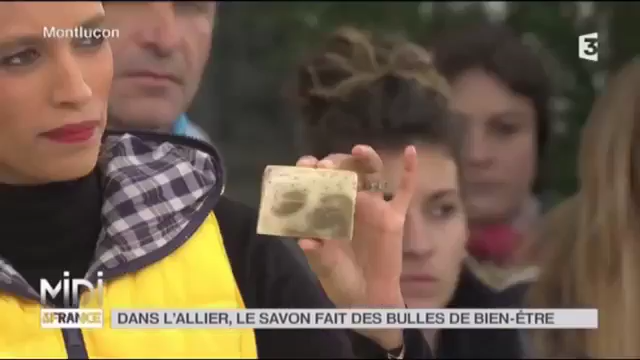 Montluçon
3
MIDI
EN FRANCE
DANS L'ALLIER, LE SAVON FAIT DES BULLES DE BIEN-ÊTRE